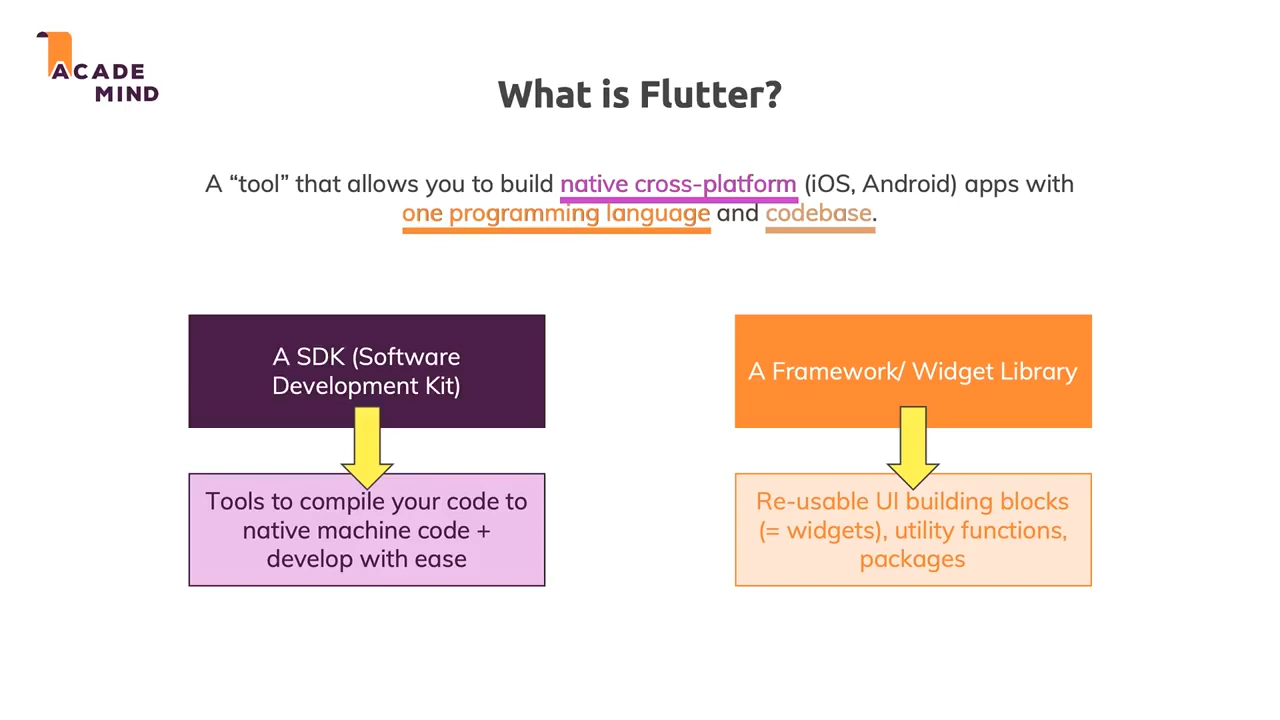 ACADE
MIND
What is Flutter?
A “tool” that allows you to build native cross-platform (iOS, Android) apps with
one programming language and codebase.
A SDK (Software
Development Kit)
A Framework/ Widget Library
Tools to compile your code to
native machine code +
develop with ease
Re-usable UI building blocks
(= widgets), utility functions,
packages